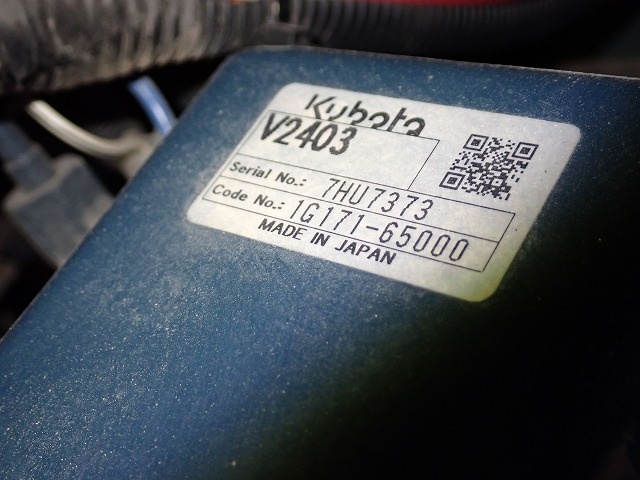 Kubota
V2403
Serial No.: 7HU7373
Code No.: 1G171-65000
MADE IN JAPAN